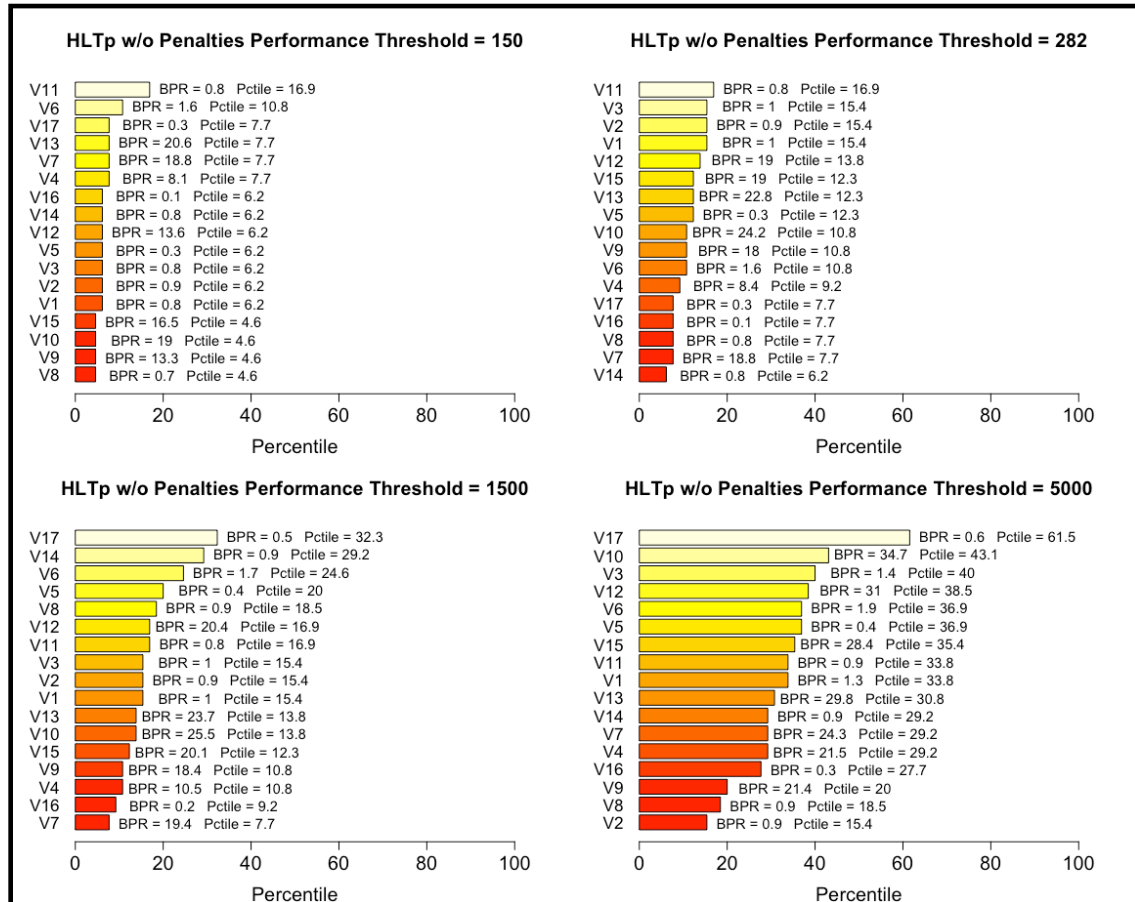 HLTp w/o Penalties Performance Threshold = 150
V11 BPR = 0.8 Pctile = 16.9
V6 BPR = 1.6 Pctile = 10.8
V17 BPR = 0.3 Pctile = 7.7
V13 BPR = 20.6 Pctile = 7.7
V7 BPR = 18.8 Pctile = 7.7
V4 BPR = 8.1 Pctile = 7.7
V16 BPR = 0.1 Pctile = 6.2
V14 BPR = 0.8 Pctile = 6.2
V12 BPR = 13.6 Pctile = 6.2
V5 BPR = 0.3 Pctile = 6.2
V3 BPR = 0.8 Pctile = 6.2
V2 BPR = 0.9 Pctile = 6.2
V1 BPR = 0.8 Pctile = 6.2
V15 BPR = 16.5 Pctile = 4.6
V10 BPR = 19 Pctile = 4.6
V9 BPR = 13.3 Pctile = 4.6
V8 BPR = 0.7 Pctile = 4.6
0 20 40 60 80 100
Percentile
HLTp w/o Penalties Performance Threshold = 282
V11 BPR = 0.8 Pctile = 16.9
V3 BPR = 1 Pctile = 15.4
V2 BPR = 0.9 Pctile = 15.4
V1 BPR = 1 Pctile = 15.4
V12 BPR = 19 Pctile = 13.8
V15 BPR = 19 Pctile = 12.3
V13 BPR = 22.8 Pctile = 12.3
V5 BPR = 0.3 Pctile = 12.3
V10 BPR = 24.2 Pctile = 10.8
V9 BPR = 18 Pctile = 10.8
V6 BPR = 1.6 Pctile = 10.8
V4 BPR = 8.4 Pctile = 9.2
V17 BPR = 0.3 Pctile = 7.7
V16 BPR = 0.1 Pctile = 7.7
V8 BPR = 0.8 Pctile = 7.7
V7 BPR = 18.8 Pctile = 7.7
V14 BPR = 0.8 Pctile = 6.2
0 20 40 60 80 100
Percentile
HLTp w/o Penalties Performance Threshold = 1500
V17 BPR = 0.5 Pctile = 32.3
V14 BPR = 0.9 Pctile = 29.2
V6 BPR = 1.7 Pctile = 24.6
V5 BPR = 0.4 Pctile = 20
V8 BPR = 0.9 Pctile = 18.5
V12 BPR = 20.4 Pctile = 16.9
V11 BPR = 0.8 Pctile = 16.9
V3 BPR = 1 Pctile = 15.4
V2 BPR = 0.9 Pctile = 15.4
V1 BPR = 1 Pctile = 15.4
V13 BPR = 23.7 Pctile = 13.8
V10 BPR = 25.5 Pctile = 13.8
V15 BPR = 20.1 Pctile = 12.3
V9 BPR = 18.4 Pctile = 10.8
V4 BPR = 10.5 Pctile = 10.8
V16 BPR = 0.2 Pctile = 9.2
V7 BPR = 19.4 Pctile = 7.7
0 20 40 60 80 100
Percentile
HLTp w/o Penalties Performance Threshold = 5000
V17 BPR = 0.6 Pctile = 61.5
V10 BPR = 34.7 Pctile = 43.1
V3 BPR = 1.4 Pctile = 40
V12 BPR = 31 Pctile = 38.5
V6 BPR = 1.9 Pctile = 36.9
V5 BPR = 0.4 Pctile = 36.9
V15 BPR = 28.4 Pctile = 35.4
V11 BPR = 0.9 Pctile = 33.8
V1 BPR = 1.3 Pctile = 33.8
V13 BPR = 29.8 Pctile = 30.8
V14 BPR = 0.9 Pctile = 29.2
V7 BPR = 24.3 Pctile = 29.2
V4 BPR = 21.5 Pctile = 29.2
V16 BPR = 0.3 Pctile = 27.7
V9 BPR = 21.4 Pctile = 20
V8 BPR = 0.9 Pctile = 18.5
V2 BPR = 0.9 Pctile = 15.4
0 20 40 60 80 100
Percentile